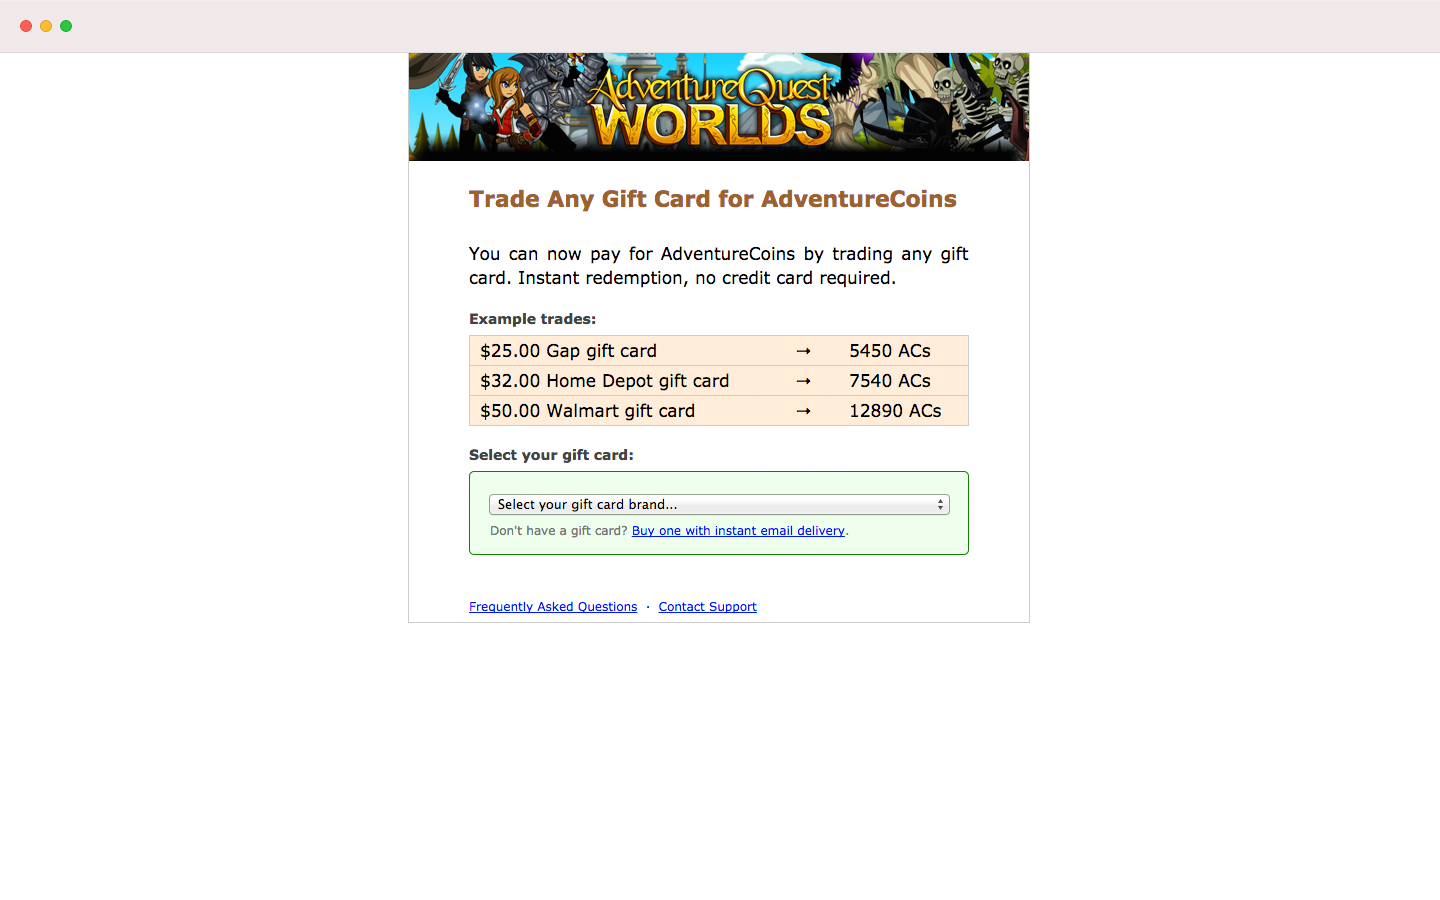 AdventureQuest
WORLDS
Trade Any Gift Card for AdventureCoins
You can now pay for AdventureCoins by trading any gift
card. Instant redemption, no credit card required.
Example trades:
$25.00 Gap gift card → 5450 ACs
$32.00 Home Depot gift card → 7540 ACs
$50.00 Walmart gift card → 12890 ACs
Select your gift card:
Select your gift card brand...
Don't have a gift card? Buy one with instant email delivery.
Frequently Asked Questions · Contact Support